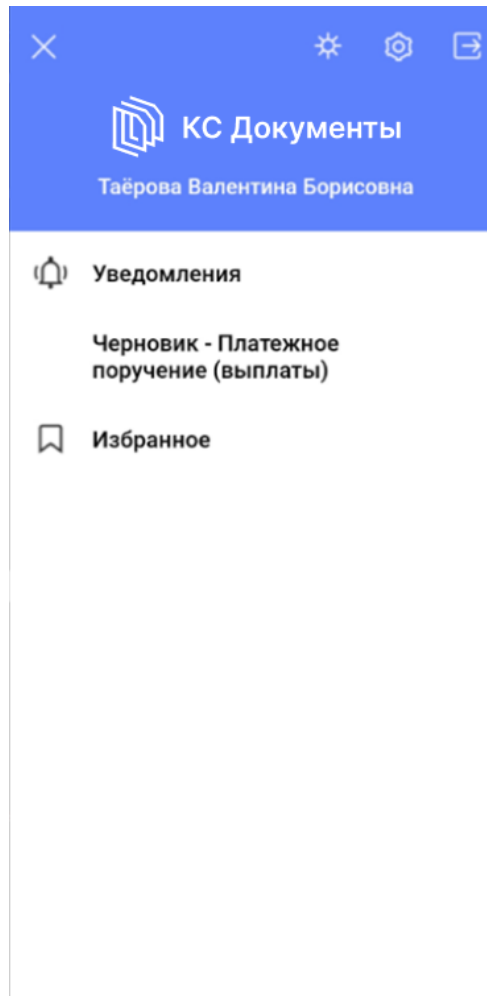 КС Документы
Таёрова Валентина Борисовна
Уведомления
Черновик - Платежное
поручение (выплаты)
Избранное